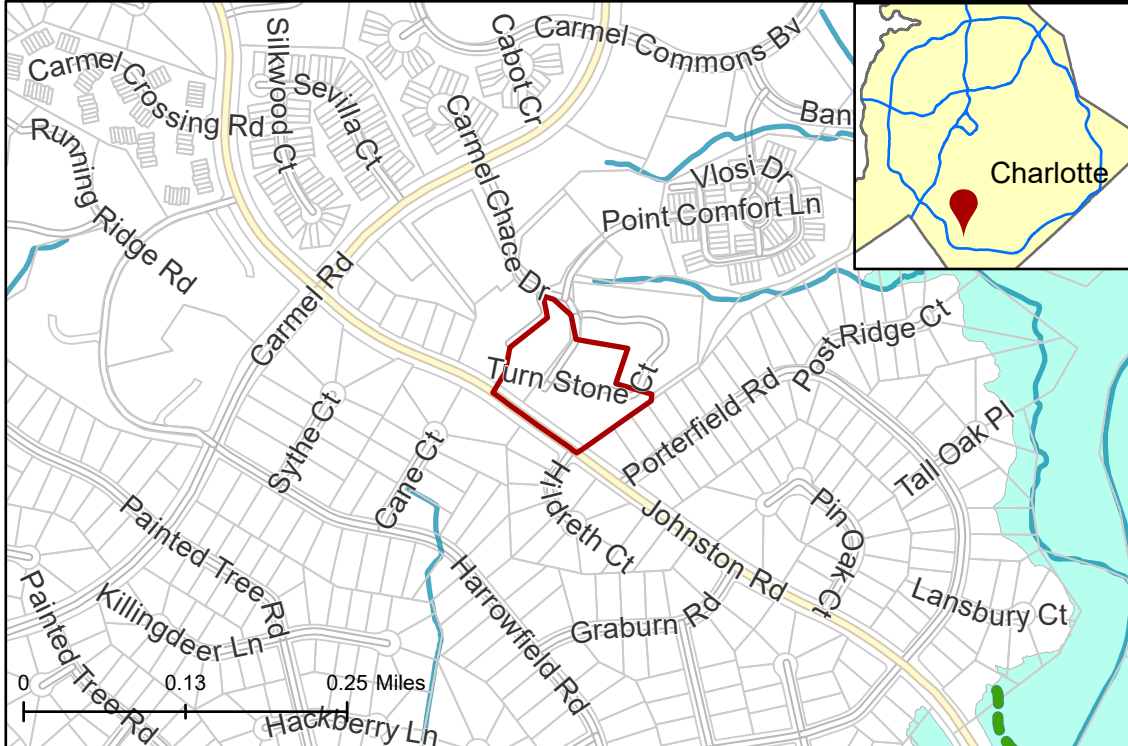 Carmel Commons Bv
Cabot Cr
Silkwood Ct
Sevilla Ct
Carmel Crossing Rd
Running Ridge Rd
Carmel Chace Dr
Ban
Vlosi Dr
Point Comfort Ln
Charlotte
Carmel Rd
Turn Stone Ct
Post Ridge Ct
Porterfield Rd
Tall Oak Pl
Sythe Ct
Cane Ct
Hildreth Ct
Johnston Rd
Pin Oak Ct
Lansbury Ct
Painted Tree Rd
Killingdeer Ln
Painted Tree Rd
Harrowfield Rd
Graburn Rd
Hackberry Ln
0 0.13 0.25 Miles